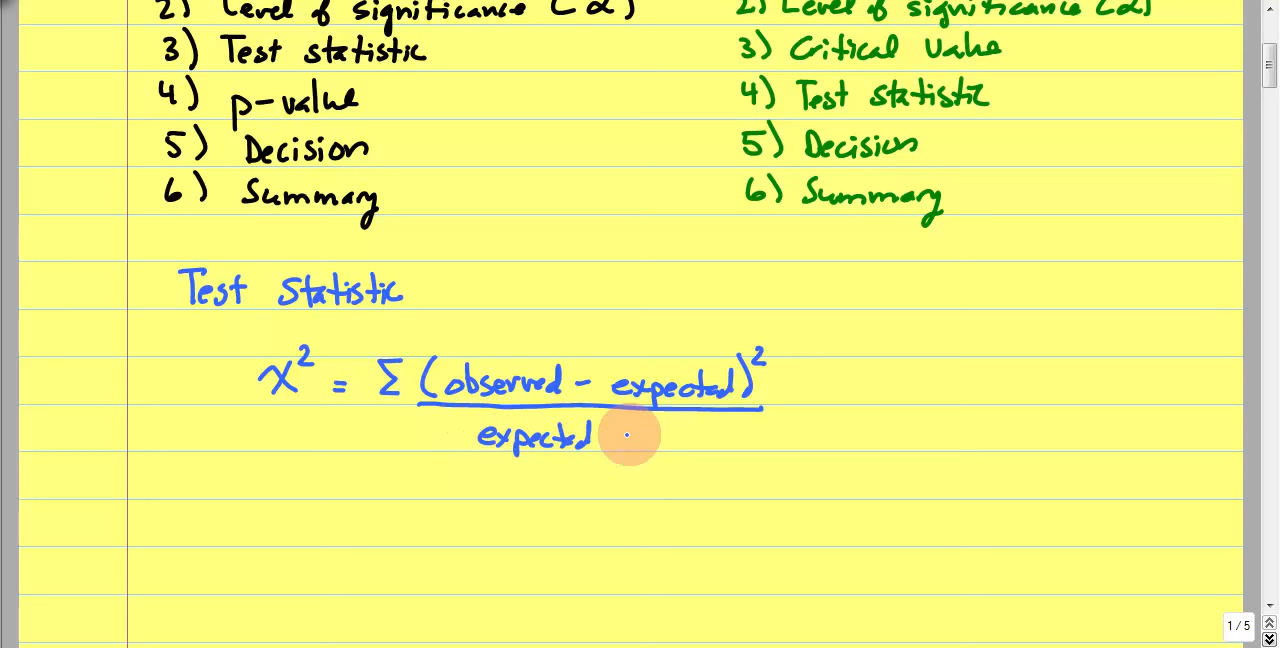 2) Level of significance (α)
3) Test statistic
4) p-value
5) Decision
6) Summary
2) Level of significance (α)
3) Critical value
4) Test statistic
5) Decision
6) Summary
Test Statistic
χ² = Σ (observed - expected)²
expected
1 / 5